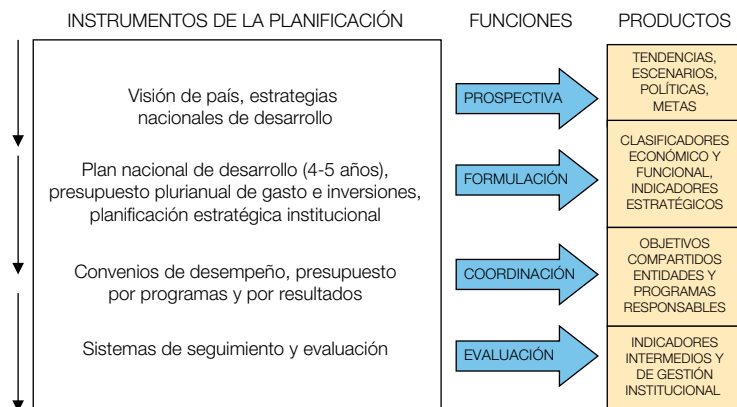 INSTRUMENTOS DE LA PLANIFICACIÓN
FUNCIONES
PRODUCTOS
Visión de país, estrategias
nacionales de desarrollo
PROSPECTIVA
TENDENCIAS,
ESCENARIOS,
POLÍTICAS,
METAS
Plan nacional de desarrollo (4-5 años),
presupuesto plurianual de gasto e inversiones,
planificación estratégica institucional
FORMULACIÓN
CLASIFICADORES
ECONÓMICO Y
FUNCIONAL,
INDICADORES
ESTRATÉGICOS
Convenios de desempeño, presupuesto
por programas y por resultados
COORDINACIÓN
OBJETIVOS
COMPARTIDOS
ENTIDADES Y
PROGRAMAS
RESPONSABLES
Sistemas de seguimiento y evaluación
EVALUACIÓN
INDICADORES
INTERMEDIOS Y
DE GESTIÓN
INSTITUCIONAL